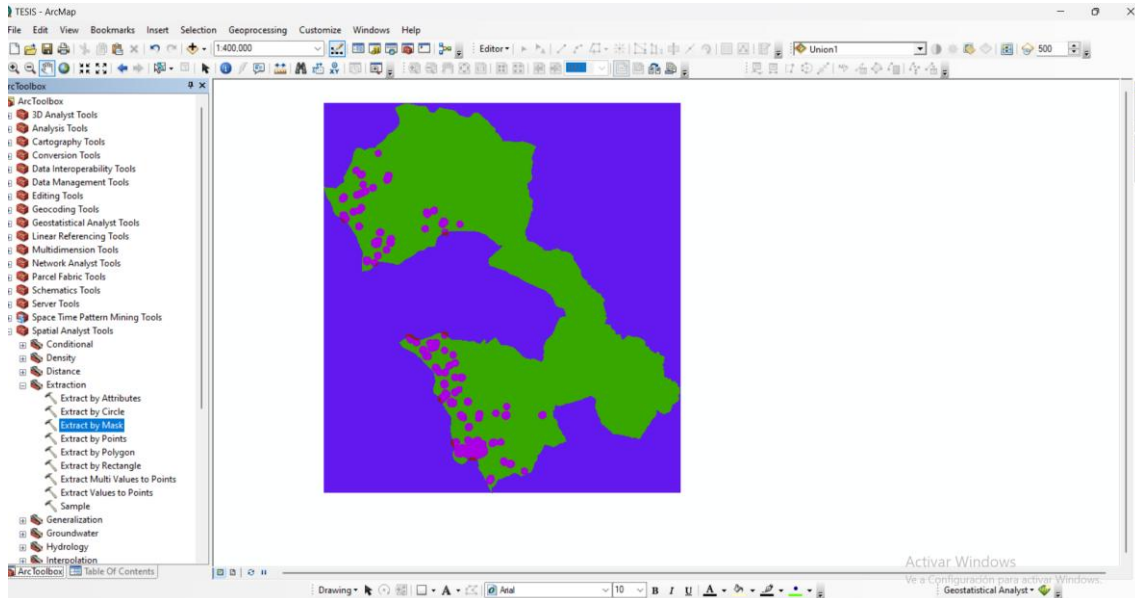 TESIS - ArcMap
File Edit View Bookmarks Insert Selection Geoprocessing Customize Windows Help
1:400.000 Editor Union1 500
rcToolbox
ArcToolbox
3D Analyst Tools
Analysis Tools
Cartography Tools
Conversion Tools
Data Interoperability Tools
Data Management Tools
Editing Tools
Geocoding Tools
Geostatistical Analyst Tools
Linear Referencing Tools
Multidimension Tools
Network Analyst Tools
Parcel Fabric Tools
Schematics Tools
Server Tools
Space Time Pattern Mining Tools
Spatial Analyst Tools
Conditional
Density
Distance
Extraction
Extract by Attributes
Extract by Circle
Extract by Mask
Extract by Points
Extract by Polygon
Extract by Rectangle
Extract Multi Values to Points
Extract Values to Points
Sample
Generalization
Groundwater
Hydrology
Interpolation
ArcToolbox Table Of Contents
Activar Windows
Ve a Configuración para activar Windows.
Drawing A Arial 10 B I U A Geostatistical Analyst